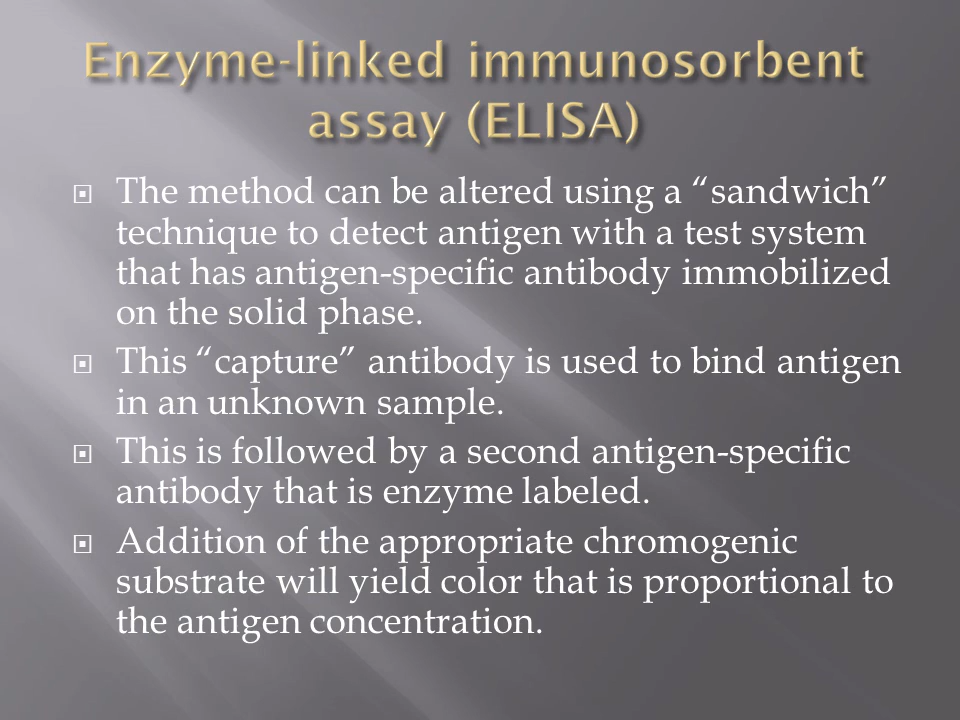 Enzyme-linked immunosorbent
assay (ELISA)
The method can be altered using a “sandwich”
technique to detect antigen with a test system
that has antigen-specific antibody immobilized
on the solid phase.
This “capture” antibody is used to bind antigen
in an unknown sample.
This is followed by a second antigen-specific
antibody that is enzyme labeled.
Addition of the appropriate chromogenic
substrate will yield color that is proportional to
the antigen concentration.